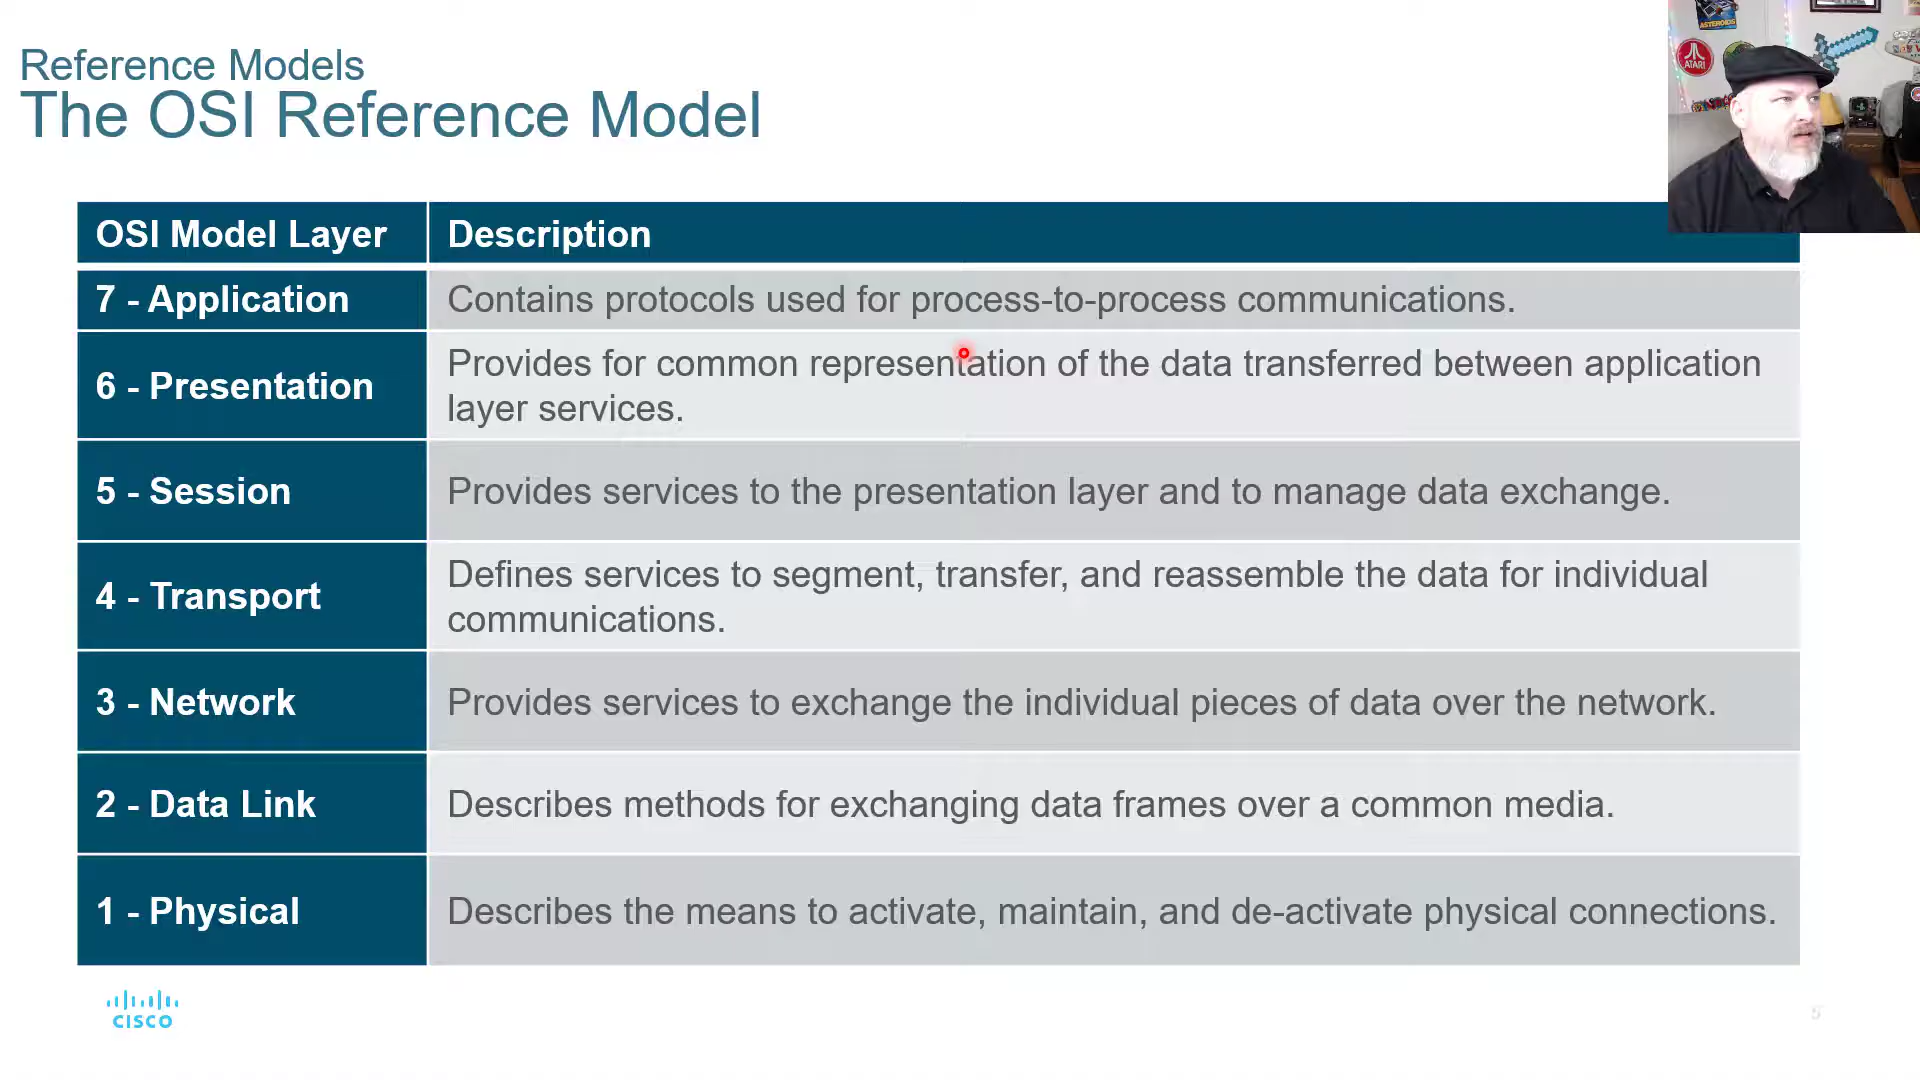 Reference Models
The OSI Reference Model
OSI Model Layer
Description
7 - Application
Contains protocols used for process-to-process communications.
6 - Presentation
Provides for common representation of the data transferred between application
layer services.
5 - Session
Provides services to the presentation layer and to manage data exchange.
4 - Transport
Defines services to segment, transfer, and reassemble the data for individual
communications.
3 - Network
Provides services to exchange the individual pieces of data over the network.
2 - Data Link
Describes methods for exchanging data frames over a common media.
1 - Physical
Describes the means to activate, maintain, and de-activate physical connections.
CISCO
5
ASTEROIDS
ATARI